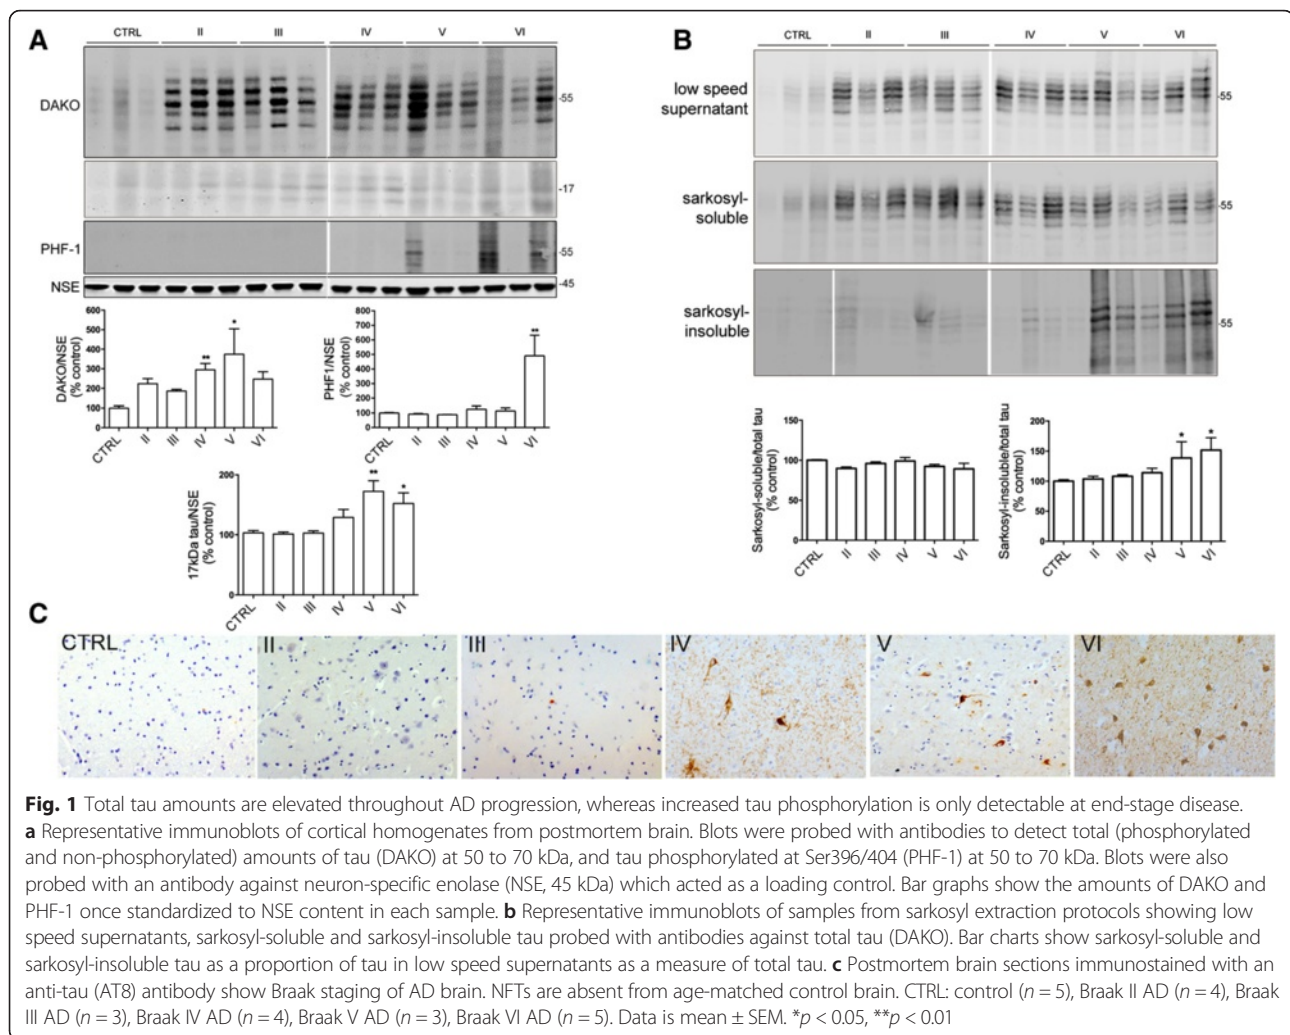 A
CTRL II III IV V VI
DAKO
-55
-17
PHF-1
-55
NSE
-45
600
500
400
300
200
100
0
DAKO/NSE
(% control)
** *
CTRL II III IV V VI
800
700
600
500
400
300
200
100
0
PHF1/NSE
(% control)
**
CTRL II III IV V VI
200
100
0
17kDa tau/NSE
(% control)
** *
CTRL II III IV V VI
B
CTRL II III IV V VI
low speed
supernatant
-55
sarkosyl-
soluble
-55
sarkosyl-
insoluble
-55
150
100
50
0
Sarkosyl-soluble/total tau
(% control)
CTRL II III IV V VI
200
150
100
50
0
Sarkosyl-insoluble/total tau
(% control)
* *
CTRL II III IV V VI
C
CTRL II III IV V VI
Fig. 1 Total tau amounts are elevated throughout AD progression, whereas increased tau phosphorylation is only detectable at end-stage disease.
a Representative immunoblots of cortical homogenates from postmortem brain. Blots were probed with antibodies to detect total (phosphorylated
and non-phosphorylated) amounts of tau (DAKO) at 50 to 70 kDa, and tau phosphorylated at Ser396/404 (PHF-1) at 50 to 70 kDa. Blots were also
probed with an antibody against neuron-specific enolase (NSE, 45 kDa) which acted as a loading control. Bar graphs show the amounts of DAKO and
PHF-1 once standardized to NSE content in each sample. b Representative immunoblots of samples from sarkosyl extraction protocols showing low
speed supernatants, sarkosyl-soluble and sarkosyl-insoluble tau probed with antibodies against total tau (DAKO). Bar charts show sarkosyl-soluble and
sarkosyl-insoluble tau as a proportion of tau in low speed supernatants as a measure of total tau. c Postmortem brain sections immunostained with an
anti-tau (AT8) antibody show Braak staging of AD brain. NFTs are absent from age-matched control brain. CTRL: control (n = 5), Braak II AD (n = 4), Braak
III AD (n = 3), Braak IV AD (n = 4), Braak V AD (n = 3), Braak VI AD (n = 5). Data is mean ± SEM. *p < 0.05, **p < 0.01